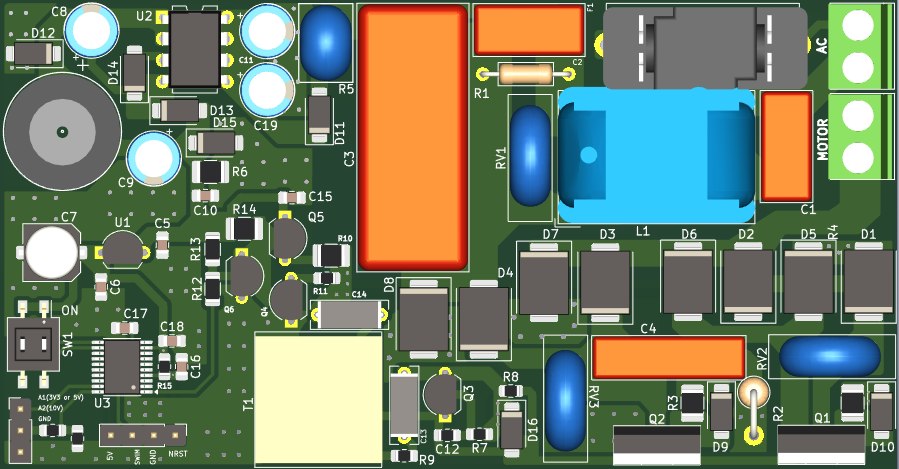 C8
U2
F1
D12
C11
C2
AC
D14
R5
R1
D13
C19
D15
D11
C3
RV1
MOTOR
C9
R6
C10
C15
C1
L1
C7
U1
C5
R14
Q5
R13
R10
D7
D3
D6
D2
D5
R4
D1
C6
R12
R11
Q6
Q4
C14
D8
D4
ON
C17
SW1
C18
C16
R15
U3
T1
C4
RV2
RV3
A1(3V3 or 5V)
A2(10V)
GND
Q3
R8
R3
R2
Q2
Q1
C13
C12
R7
D16
D9
D10
R9
5V
SWIM
GND
NRST